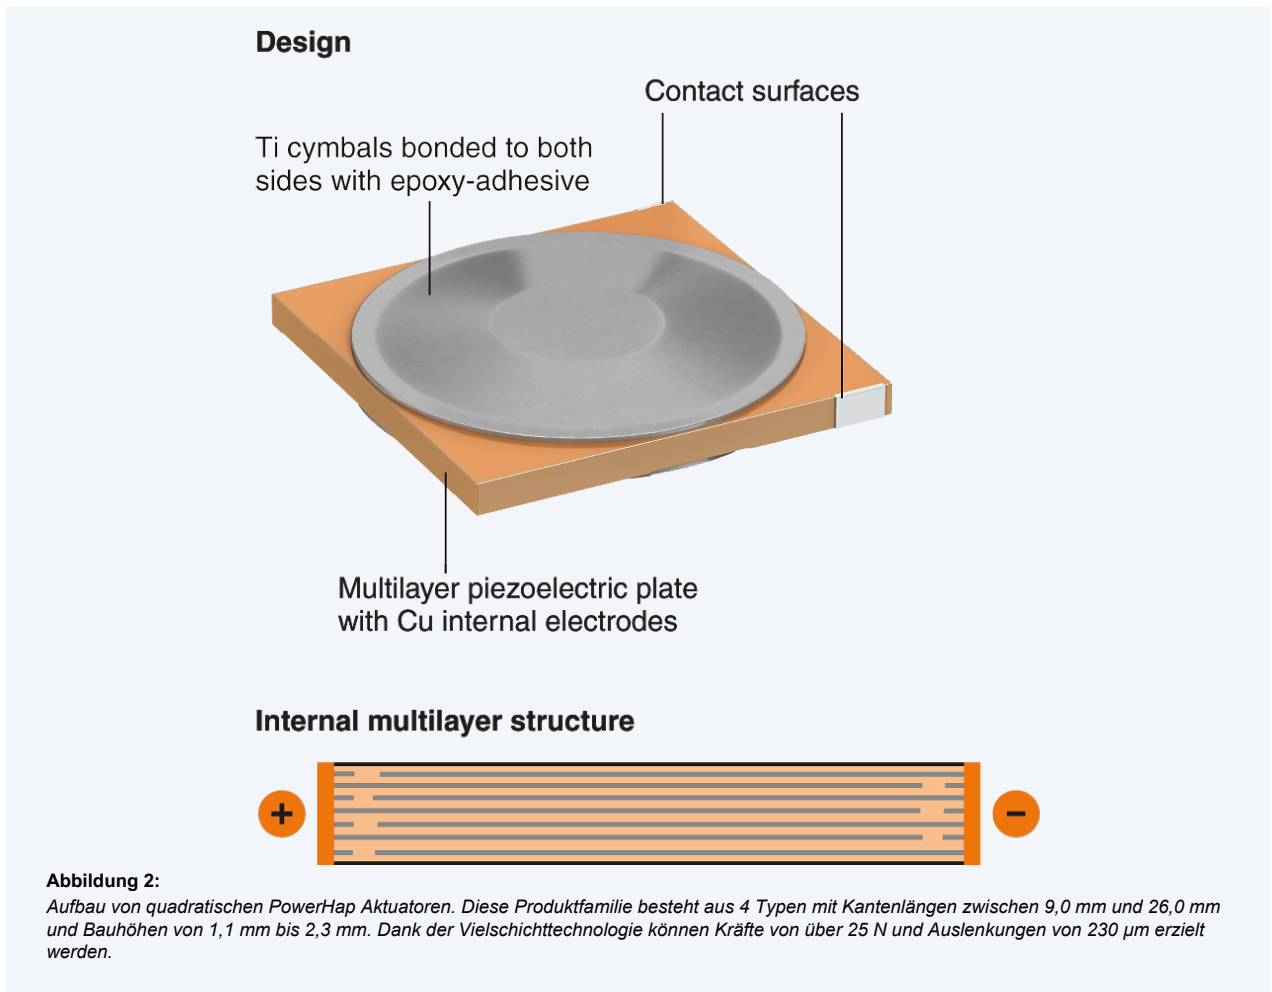 Design
Contact surfaces
Ti cymbals bonded to both
sides with epoxy-adhesive
Multilayer piezoelectric plate
with Cu internal electrodes
Internal multilayer structure
+
−
Abbildung 2:
Aufbau von quadratischen PowerHap Aktuatoren. Diese Produktfamilie besteht aus 4 Typen mit Kantenlängen zwischen 9,0 mm und 26,0 mm
und Bauhöhen von 1,1 mm bis 2,3 mm. Dank der Vielschichttechnologie können Kräfte von über 25 N und Auslenkungen von 230 µm erzielt
werden.